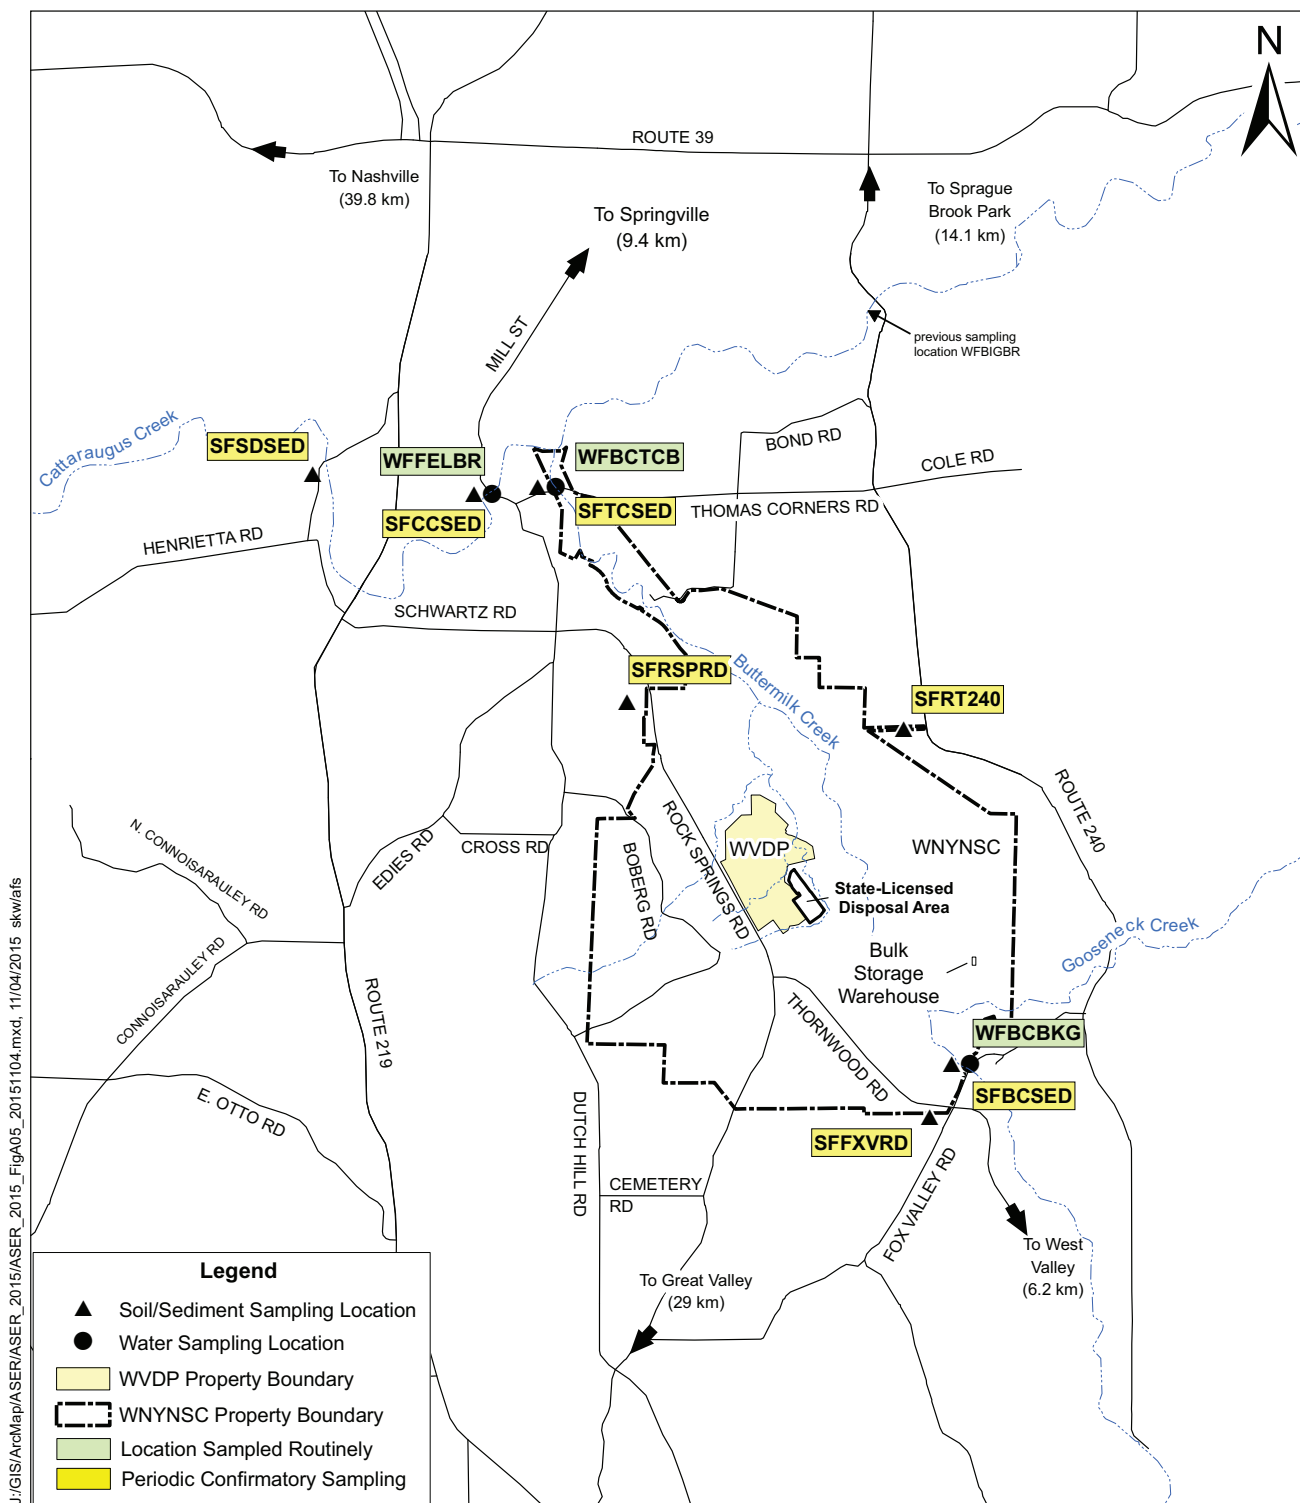 N
ROUTE 39
To Nashville
(39.8 km)
To Springville
(9.4 km)
To Sprague
Brook Park
(14.1 km)
MILL ST
previous sampling
location WFBIGBR
Cattaraugus Creek
SFSDSED
WFFELBR
WFBCTCB
BOND RD
COLE RD
SFCCSED
SFTCSED
THOMAS CORNERS RD
HENRIETTA RD
SCHWARTZ RD
SFRSPRD
Buttermilk Creek
SFRT240
ROUTE 240
N. CONNOISARAULEY RD
EDIES RD
CROSS RD
BOBERG RD
ROCK SPRINGS RD
WVDP
WNYNSC
State-Licensed
Disposal Area
Gooseneck Creek
CONNOISARAULEY RD
Bulk
Storage
Warehouse
ROUTE 219
THORNWOOD RD
WFBCBKG
SFBCSED
E. OTTO RD
DUTCH HILL RD
SFFXVRD
CEMETERY
RD
FOX VALLEY RD
To West
Valley
(6.2 km)
To Great Valley
(29 km)
Legend
Soil/Sediment Sampling Location
Water Sampling Location
WVDP Property Boundary
WNYNSC Property Boundary
Location Sampled Routinely
Periodic Confirmatory Sampling
J:/GIS/ArcMap/ASER/ASER_2015/ASER_2015_FigA05_20151104.mxd, 11/04/2015 skw/afs